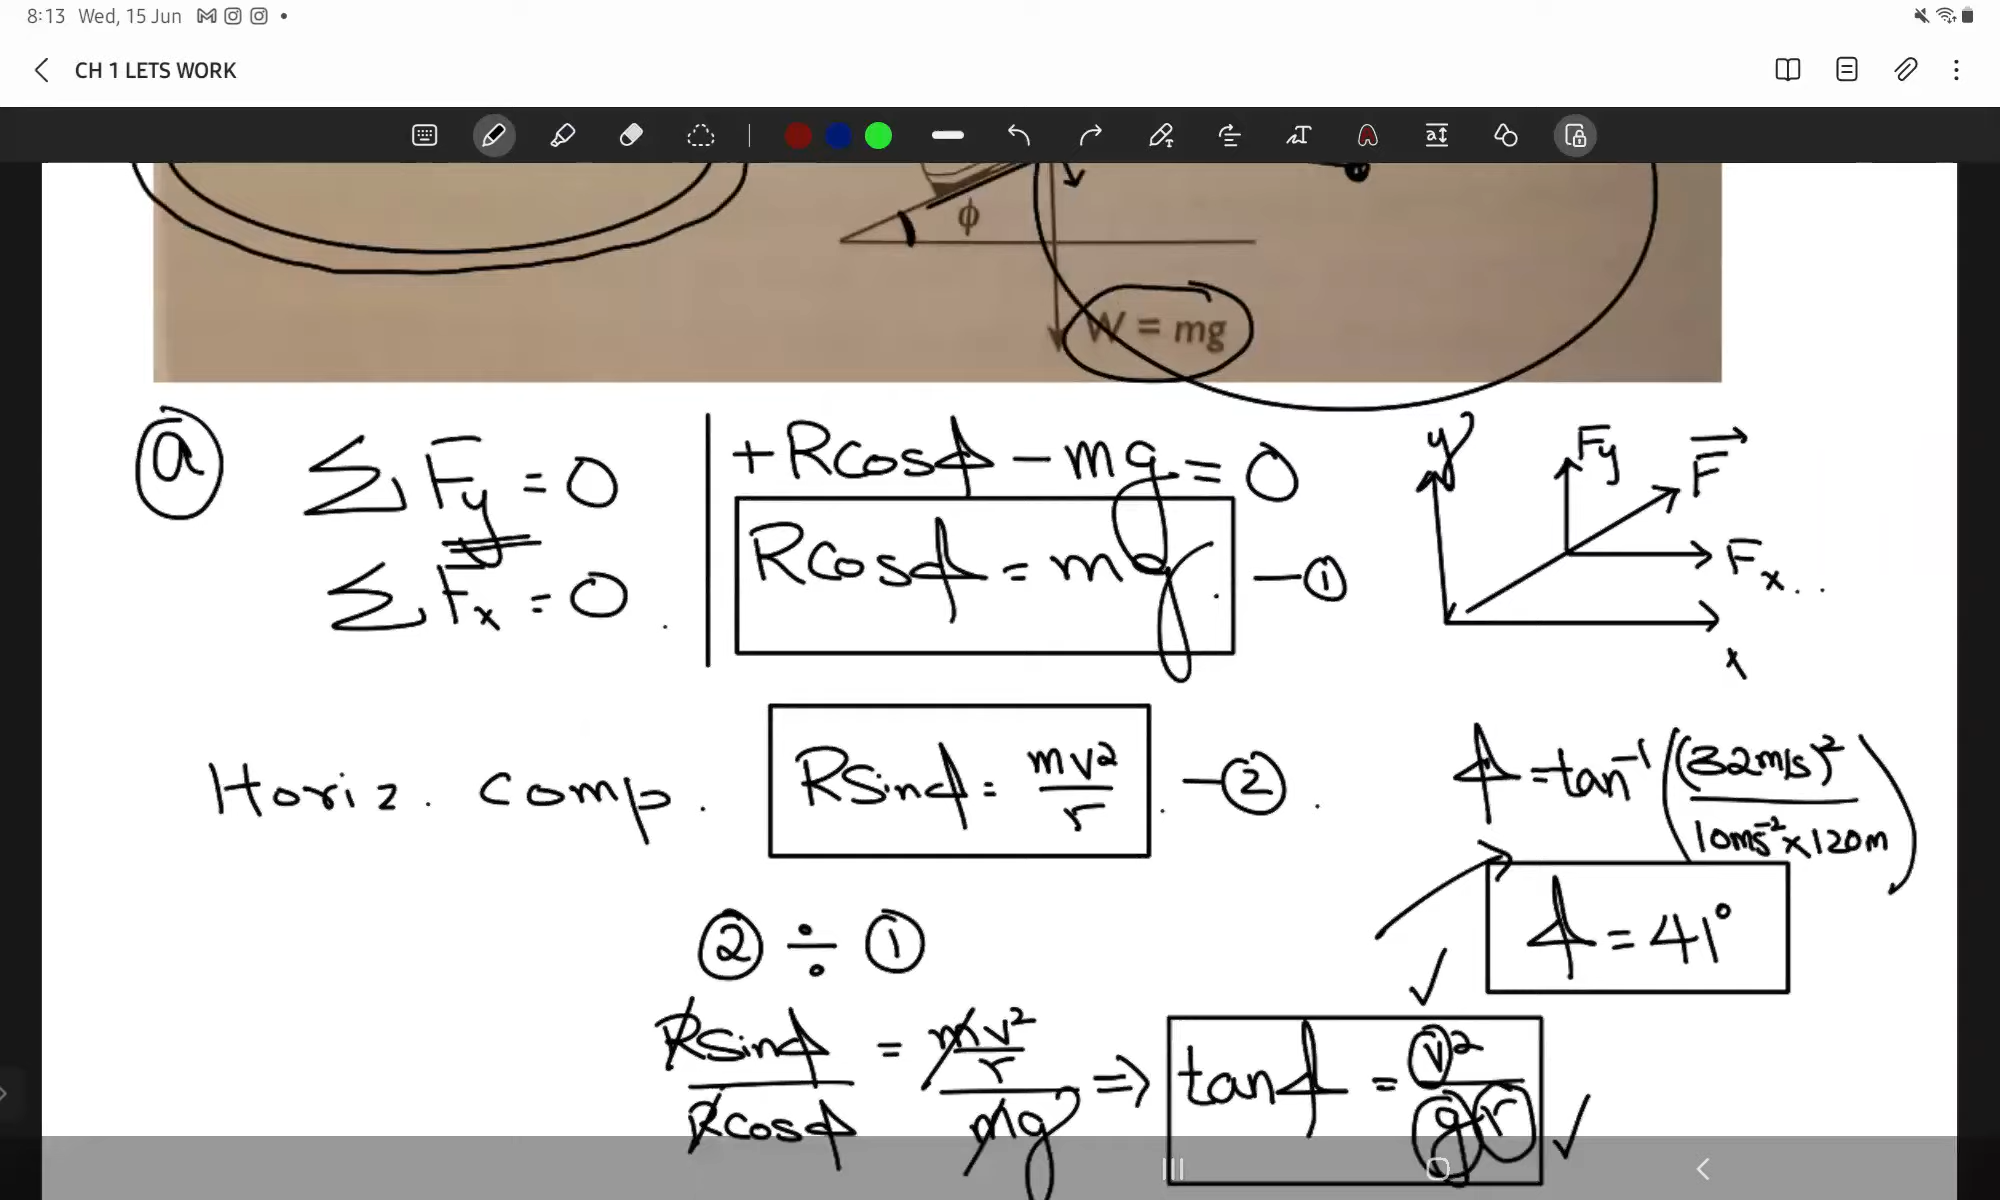 8:13 Wed, 15 Jun
CH 1 LETS WORK
ϕ
W = mg
a
ΣFy = 0
ΣFx = 0
+Rcosϕ - mg = 0
Rcosϕ = mg. —①
y
Fy
F
Fx
x
Horiz. comp.
Rsinϕ = mv²/r —②
ϕ = tan⁻¹((32m/s)²/10ms⁻²×120m)
ϕ = 41°
② ÷ ①
Rsinϕ/Rcosϕ = mv²/r/mg ⇒ tanϕ = v²/gr